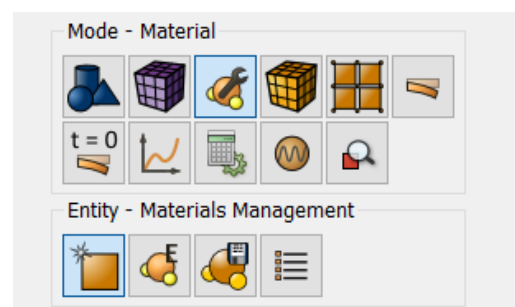 Mode - Material
t = 0
Entity - Materials Management
E